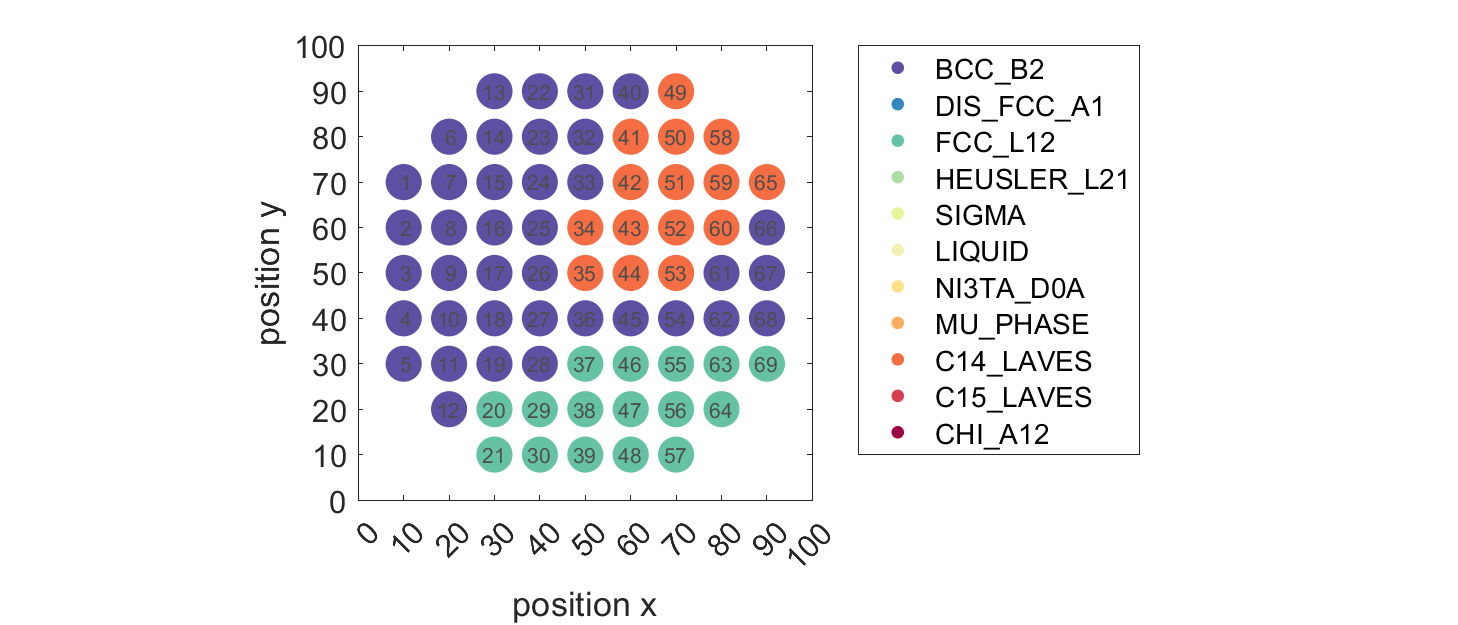 100
90 13 22 31 40 49
80 6 14 23 32 41 50 58
70 1 7 15 24 33 42 51 59 65
60 2 8 16 25 34 43 52 60 66
50 3 9 17 26 35 44 53 61 67
40 4 10 18 27 36 45 54 62 68
30 5 11 19 28 37 46 55 63 69
20 12 20 29 38 47 56 64
10 21 30 39 48 57
0
position y
0 10 20 30 40 50 60 70 80 90 100
position x
BCC_B2
DIS_FCC_A1
FCC_L12
HEUSLER_L21
SIGMA
LIQUID
NI3TA_D0A
MU_PHASE
C14_LAVES
C15_LAVES
CHI_A12